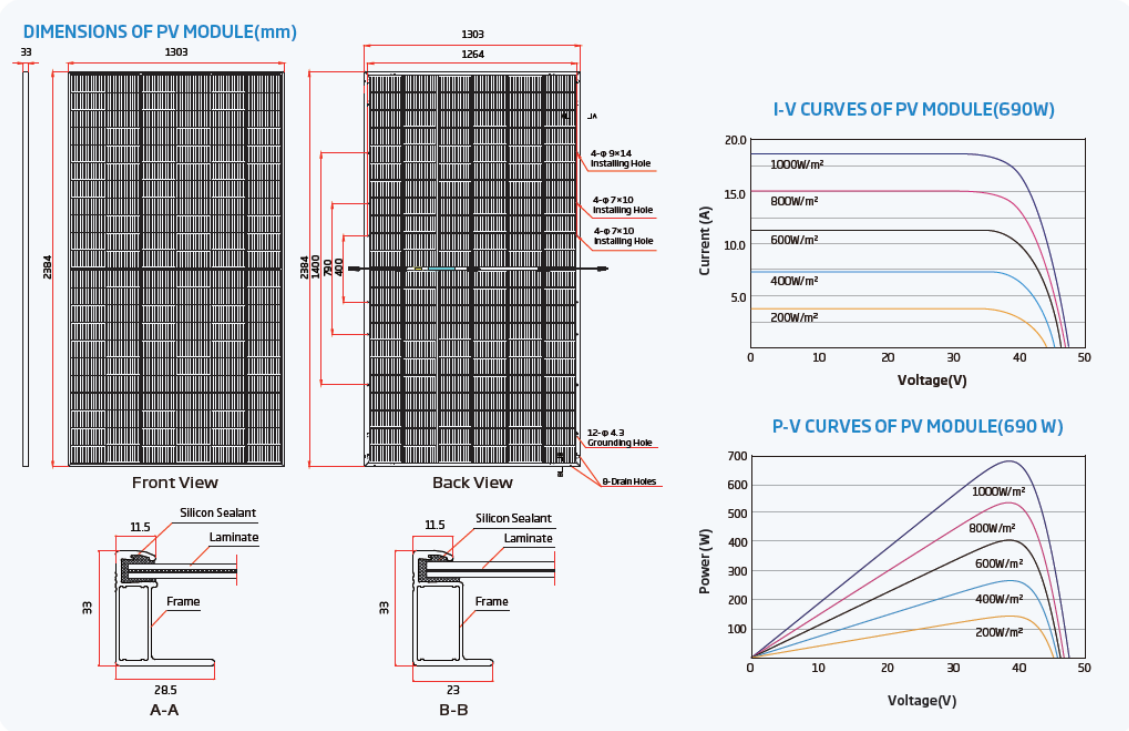 DIMENSIONS OF PV MODULE(mm)
33
1303
2384
Front View
1303
1264
2384
1400
790
400
A
4-φ 9×14
Installing Hole
4-φ 7×10
Installing Hole
4-φ 7×10
Installing Hole
12-φ 4.3
Grounding Hole
8-Drain Holes
Back View
11.5
Silicon Sealant
Laminate
Frame
33
28.5
A-A
11.5
Silicon Sealant
Laminate
Frame
33
23
B-B
I-V CURVES OF PV MODULE(690W)
Current (A)
20.0
15.0
10.0
5.0
1000W/m²
800W/m²
600W/m²
400W/m²
200W/m²
0 10 20 30 40 50
Voltage(V)
P-V CURVES OF PV MODULE(690 W)
Power (W)
700
600
500
400
300
200
100
1000W/m²
800W/m²
600W/m²
400W/m²
200W/m²
0 10 20 30 40 50
Voltage(V)